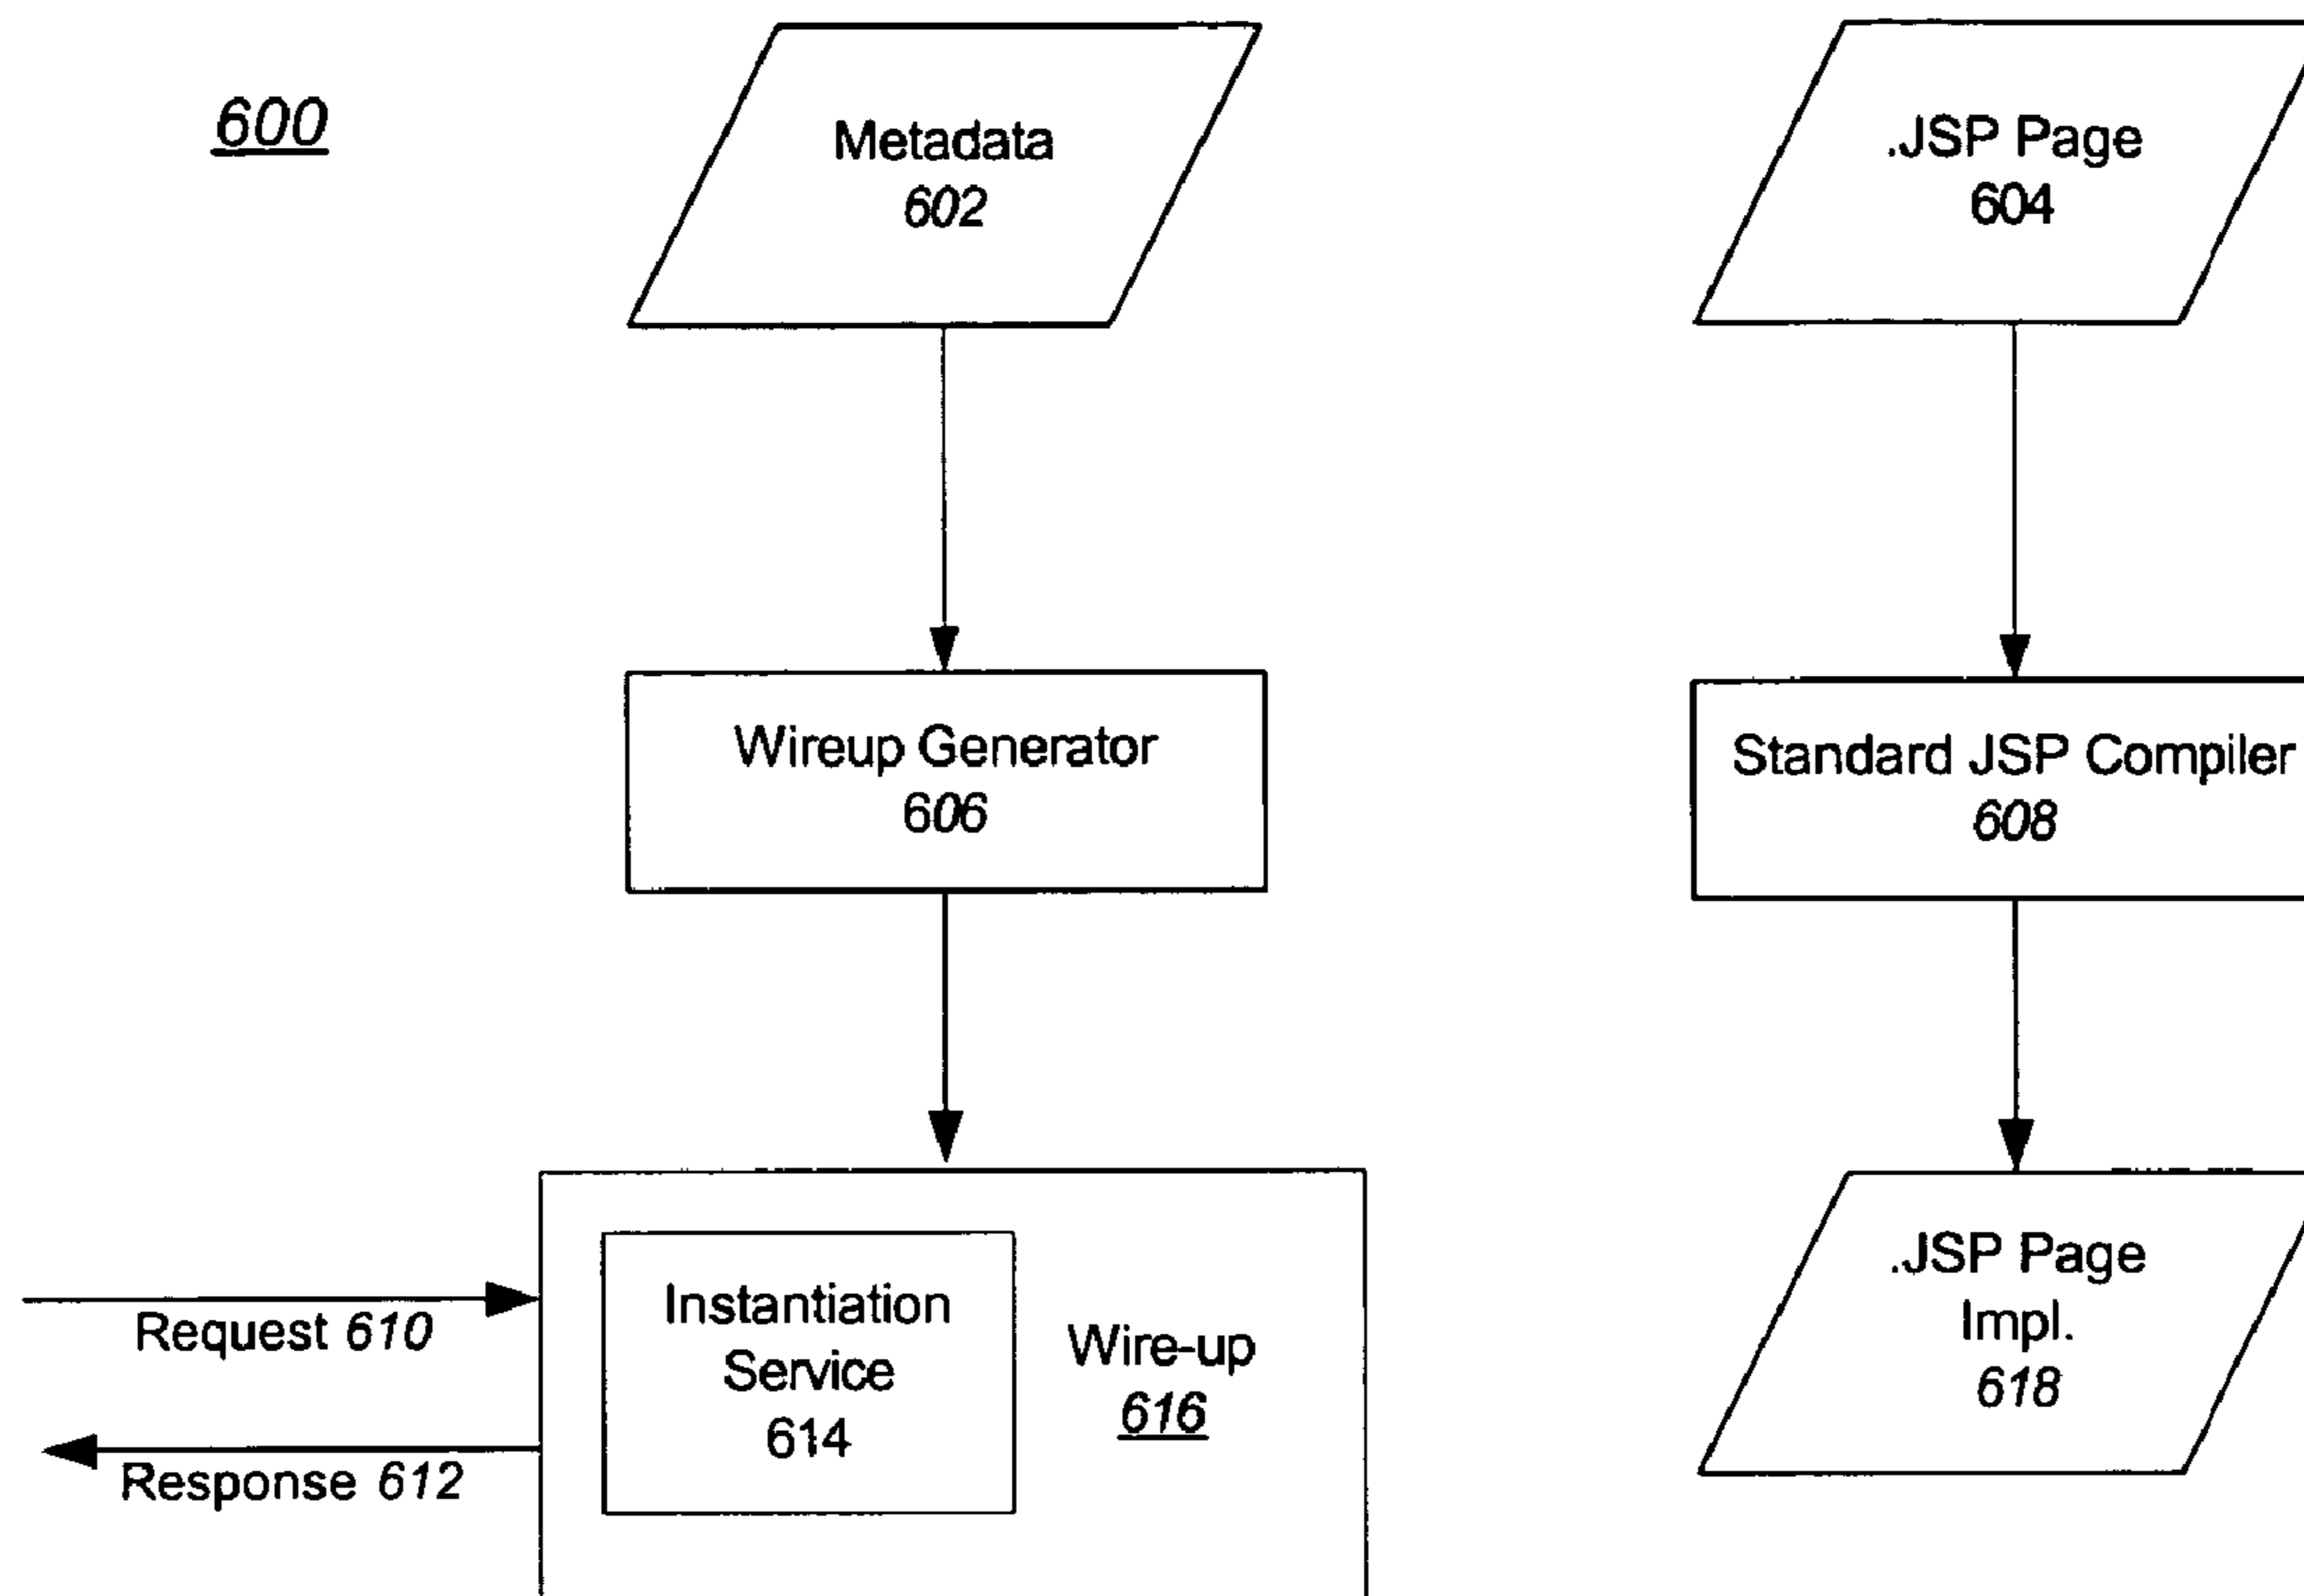 600
Metadata
602
.JSP Page
604
Wireup Generator
606
Standard JSP Compiler
608
Request 610
Response 612
Instantiation
Service
614
Wire-up
616
.JSP Page
Impl.
618